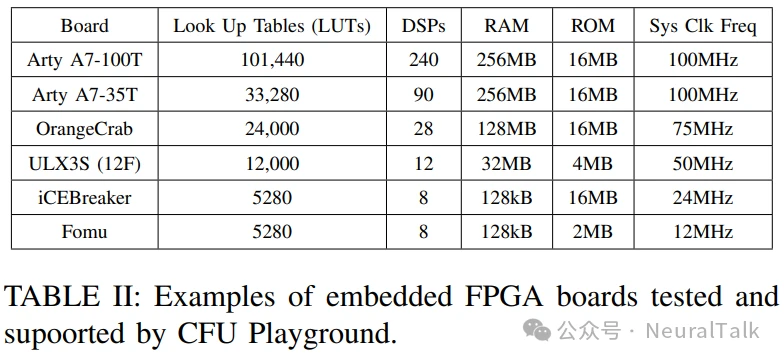 Board Look Up Tables (LUTs) DSPs RAM ROM Sys Clk Freq
Arty A7-100T 101,440 240 256MB 16MB 100MHz
Arty A7-35T 33,280 90 256MB 16MB 100MHz
OrangeCrab 24,000 28 128MB 16MB 75MHz
ULX3S (12F) 12,000 12 32MB 4MB 50MHz
iCEBreaker 5280 8 128kB 16MB 24MHz
Fomu 5280 8 128kB 2MB 12MHz
TABLE II: Examples of embedded FPGA boards tested and
supoorted by CFU Playground.
公众号 · NeuralTalk